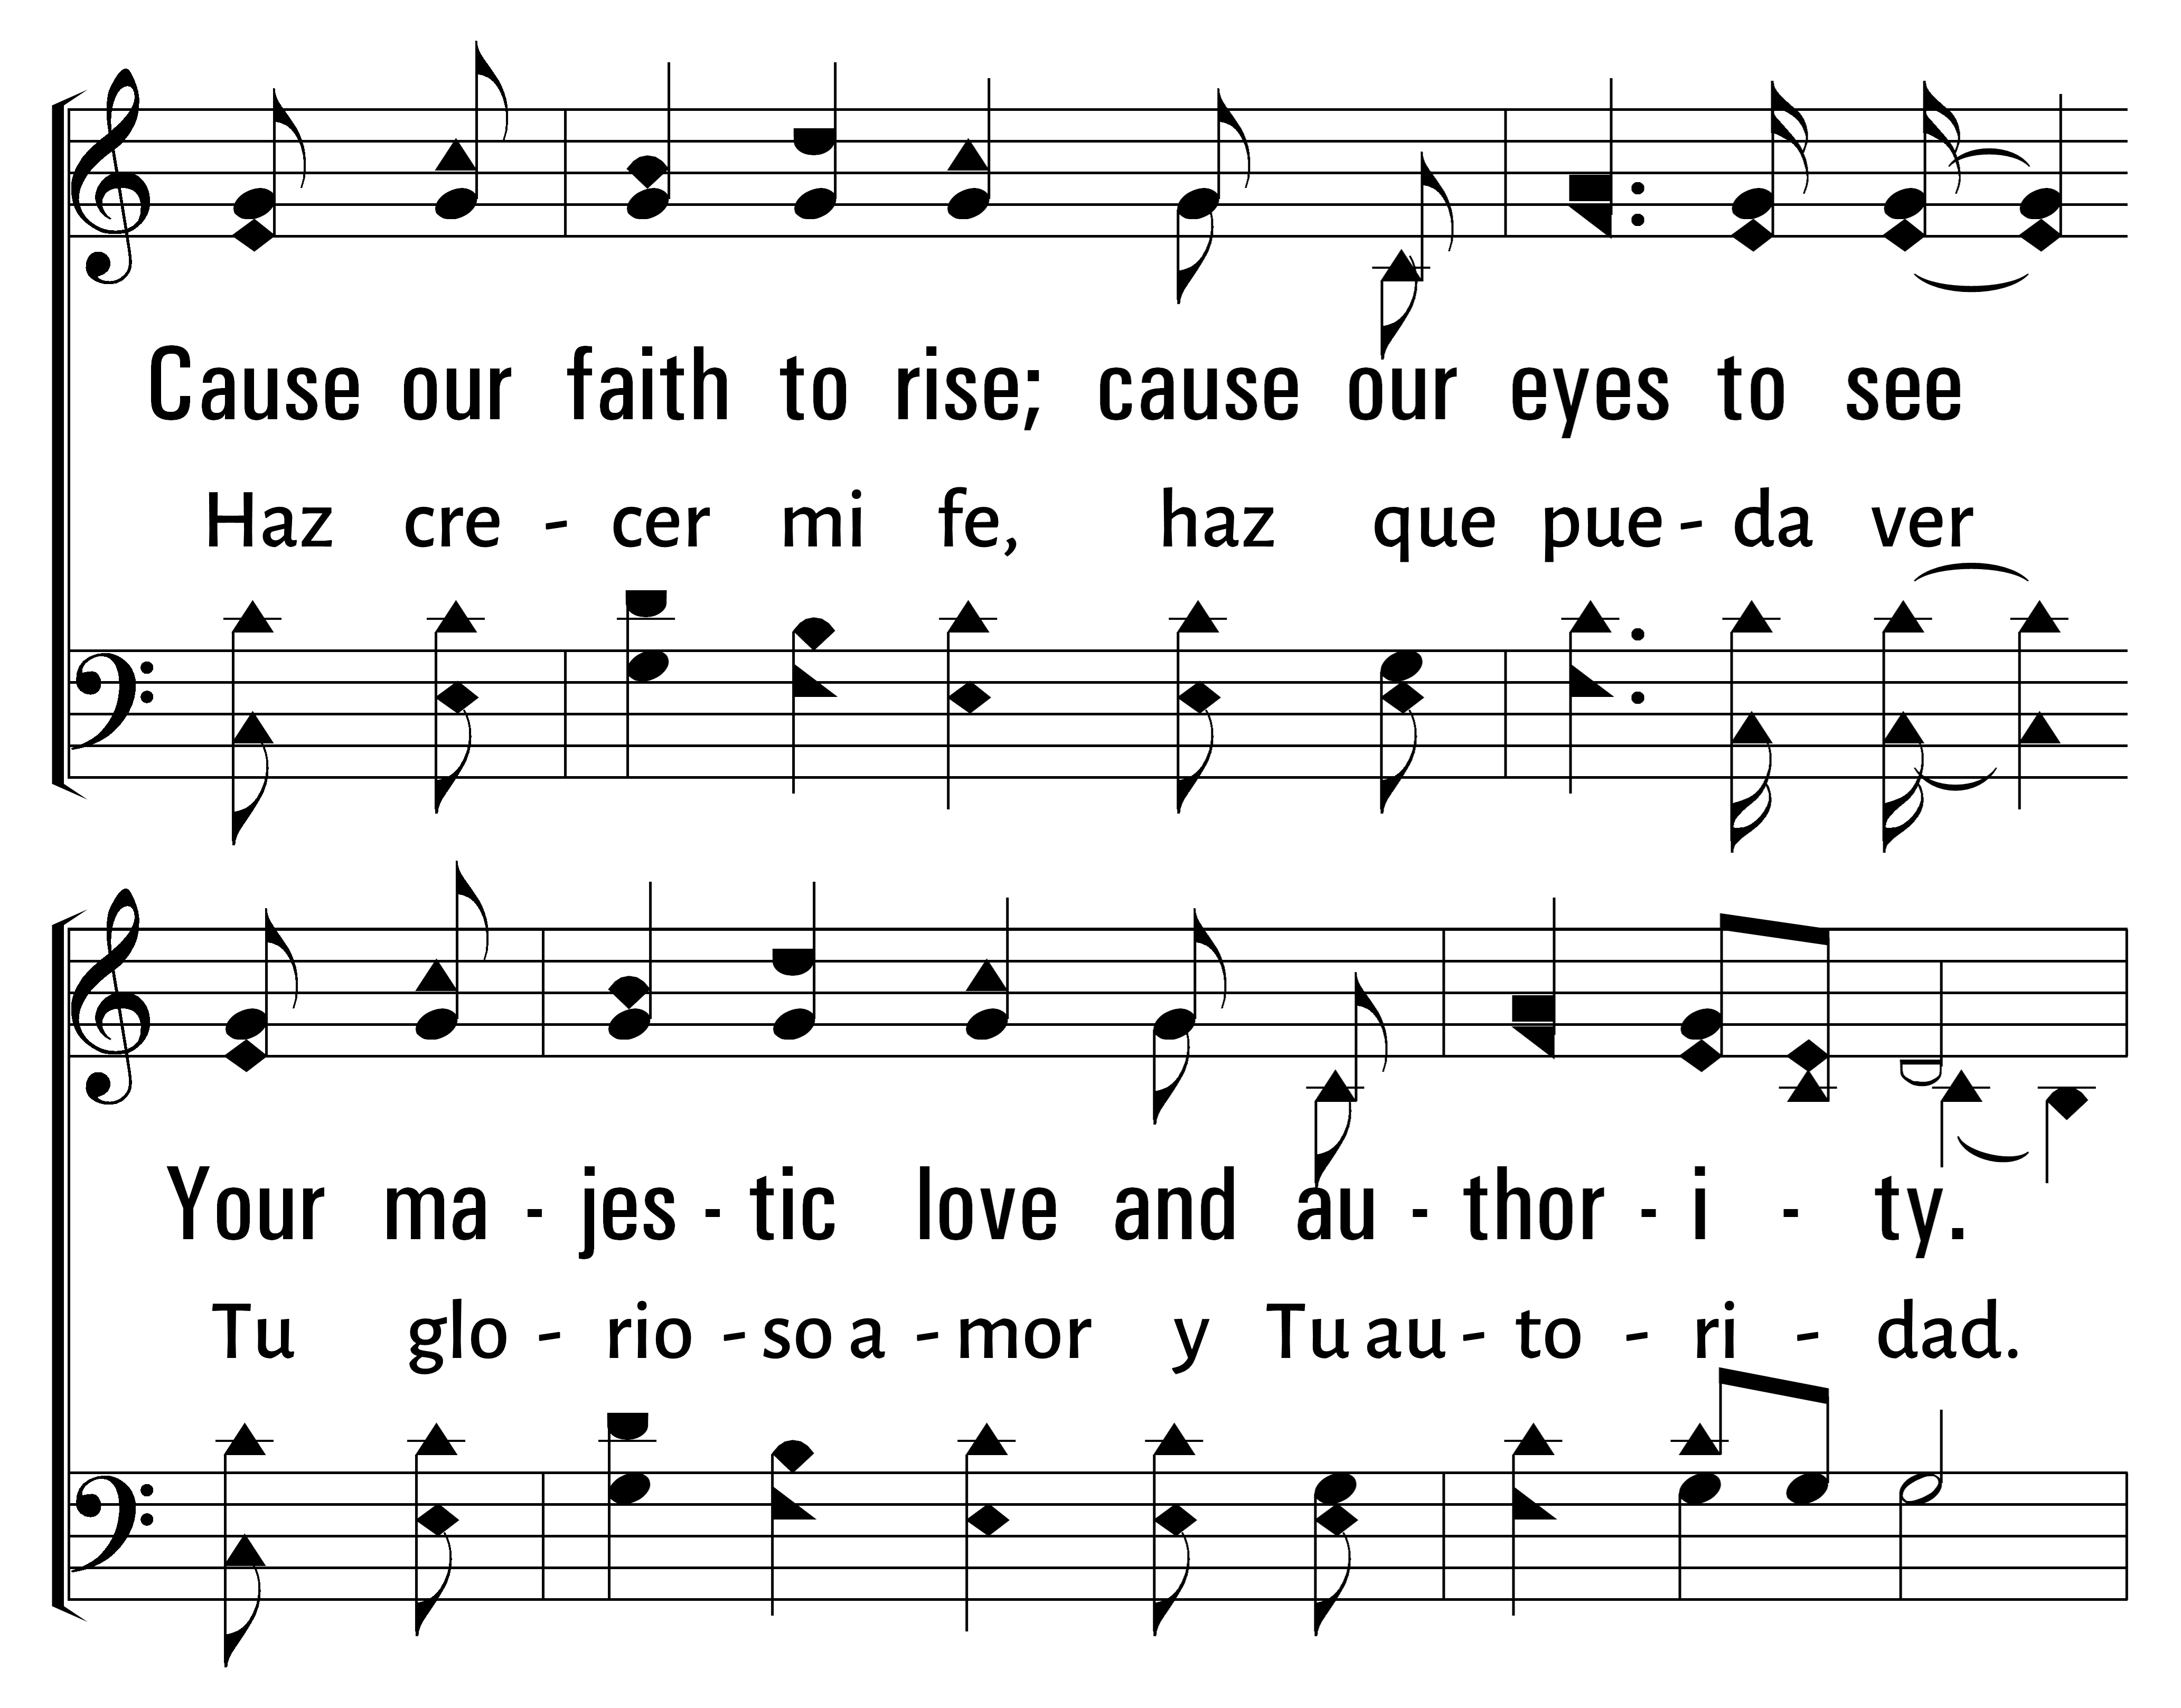 Cause our faith to rise; cause our eyes to see
Haz cre - cer mi fe, haz que pue - da ver
Your ma - jes - tic love and au - thor - i - ty.
Tu glo - rio - so a - mor y Tu au - to - ri - dad.